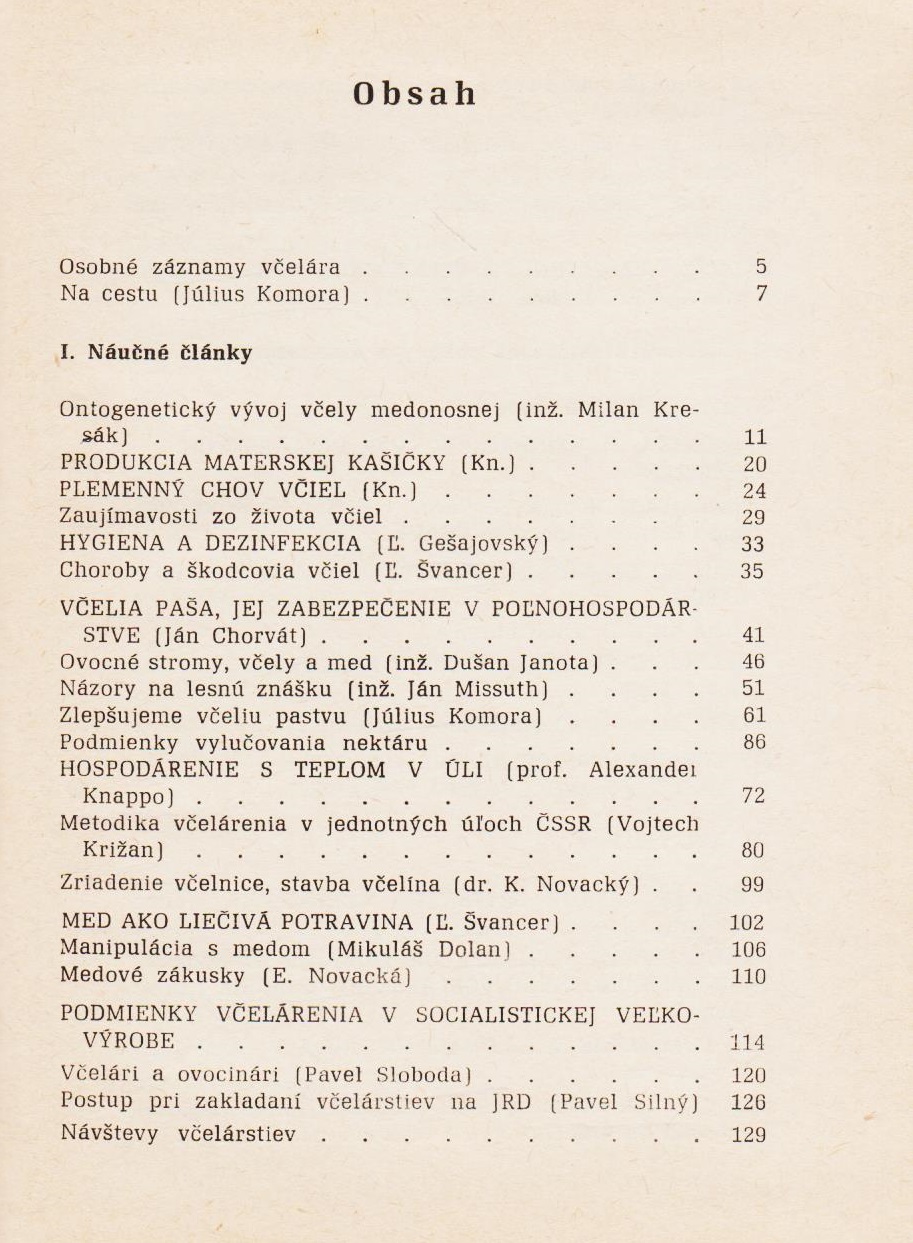 Obsah
Osobné záznamy včelára . . . . . . . . . 5
Na cestu (Július Komora) . . . . . . . . . 7
I. Náučné články
Ontogenetický vývoj včely medonosnej (inž. Milan Kre-
sák) . . . . . . . . . . . . . . 11
PRODUKCIA MATERSKEJ KAŠIČKY (Kn.) . . . . . 20
PLEMENNÝ CHOV VČIEL (Kn.) . . . . . . . 24
Zaujímavosti zo života včiel . . . . . . . 29
HYGIENA A DEZINFEKCIA (Ľ. Gešajovský) . . . . 33
Choroby a škodcovia včiel (Ľ. Švancer) . . . . . 35
VČELIA PAŠA, JEJ ZABEZPEČENIE V POĽNOHOSPODÁR-
STVE (Ján Chorvát) . . . . . . . . . . 41
Ovocné stromy, včely a med (inž. Dušan Janota) . . . 46
Názory na lesnú znášku (inž. Ján Missuth) . . . . 51
Zlepšujeme včeliu pastvu (Július Komora) . . . . 61
Podmienky vylučovania nektáru . . . . . . . 86
HOSPODÁRENIE S TEPLOM V ÚLI (prof. Alexander
Knappo) . . . . . . . . . . . . . 72
Metodika včelárenia v jednotných úľoch ČSSR (Vojtech
Križan) . . . . . . . . . . . . . 80
Zriadenie včelnice, stavba včelína (dr. K. Novacký) . . 99
MED AKO LIEČIVÁ POTRAVINA (Ľ. Švancer) . . . . 102
Manipulácia s medom (Mikuláš Dolan) . . . . . 106
Medové zákusky (E. Novacká) . . . . . . . 110
PODMIENKY VČELÁRENIA V SOCIALISTICKEJ VEĽKO-
VÝROBE . . . . . . . . . . . . . 114
Včelári a ovocinári (Pavel Sloboda) . . . . . . 120
Postup pri zakladaní včelárstiev na JRD (Pavel Silný) 126
Návštevy včelárstiev . . . . . . . . . . 129